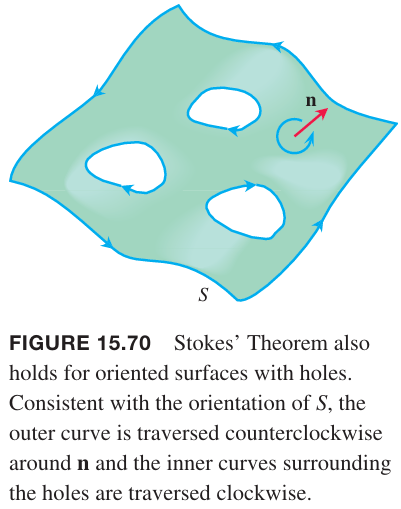 n
S
FIGURE 15.70 Stokes’ Theorem also
holds for oriented surfaces with holes.
Consistent with the orientation of S, the
outer curve is traversed counterclockwise
around n and the inner curves surrounding
the holes are traversed clockwise.